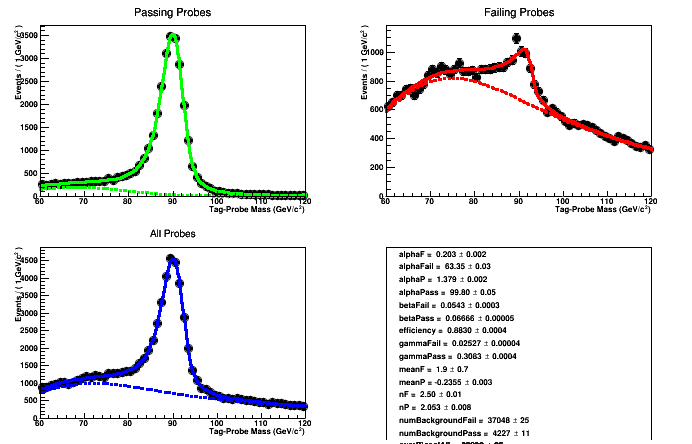 Passing Probes
Events / ( 1 GeV/c²)
3500
3000
2500
2000
1500
1000
500
0
60 70 80 90 100 110 120
Tag-Probe Mass (GeV/c²)
Failing Probes
Events / ( 1 GeV/c²)
1000
800
600
400
200
0
60 70 80 90 100 110 120
Tag-Probe Mass (GeV/c²)
All Probes
Events / ( 1 GeV/c²)
4500
4000
3500
3000
2500
2000
1500
1000
500
0
60 70 80 90 100 110 120
Tag-Probe Mass (GeV/c²)
alphaF = 0.203 ± 0.002
alphaFail = 63.35 ± 0.03
alphaP = 1.379 ± 0.002
alphaPass = 99.80 ± 0.05
betaFail = 0.0543 ± 0.0003
betaPass = 0.06666 ± 0.00005
efficiency = 0.8830 ± 0.0004
gammaFail = 0.02527 ± 0.00004
gammaPass = 0.3083 ± 0.0004
meanF = 1.9 ± 0.7
meanP = -0.2355 ± 0.003
nF = 2.50 ± 0.01
nP = 2.053 ± 0.008
numBackgroundFail = 37048 ± 25
numBackgroundPass = 4227 ± 11